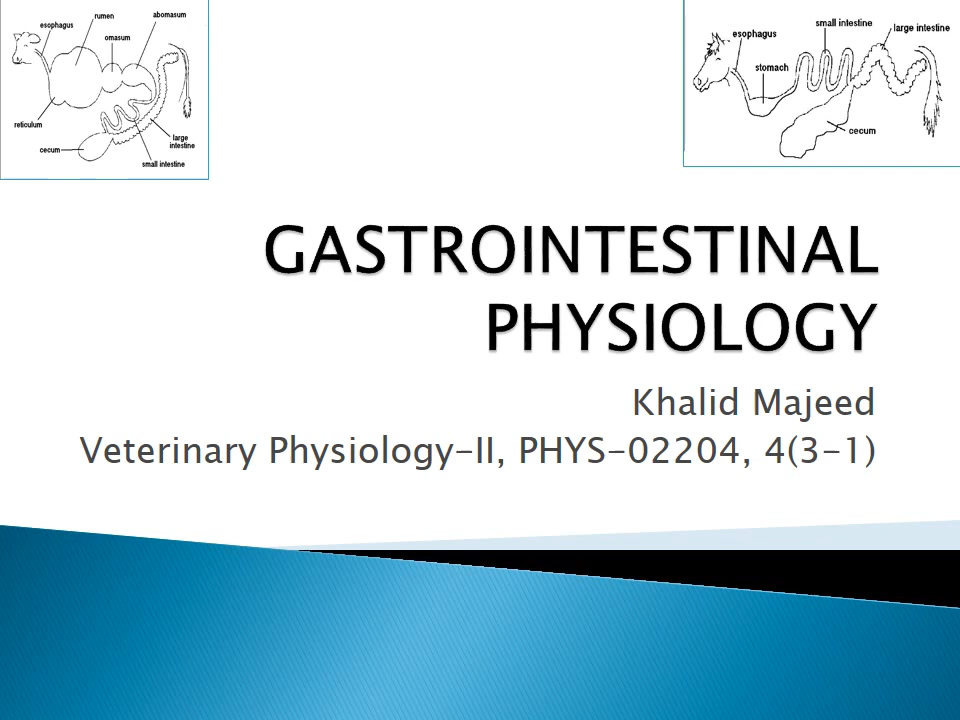 esophagus
rumen
abomasum
omasum
reticulum
cecum
large
intestine
small intestine
esophagus
small intestine
large intestine
stomach
cecum
GASTROINTESTINAL
PHYSIOLOGY
Khalid Majeed
Veterinary Physiology-II, PHYS-02204, 4(3-1)